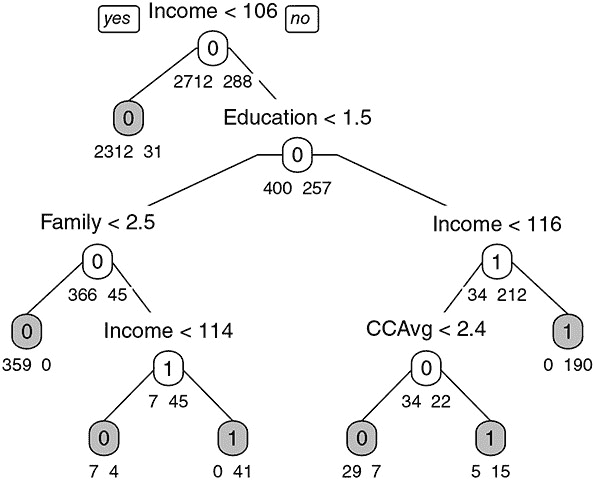 yes Income < 106 no
0
2712 288
0 Education < 1.5
2312 31 0
400 257
Family < 2.5 Income < 116
0 1
366 45 34 212
0 Income < 114 CCAvg < 2.4 1
359 0 1 0 0 190
7 45 34 22
0 1 0 1
7 4 0 41 29 7 5 15